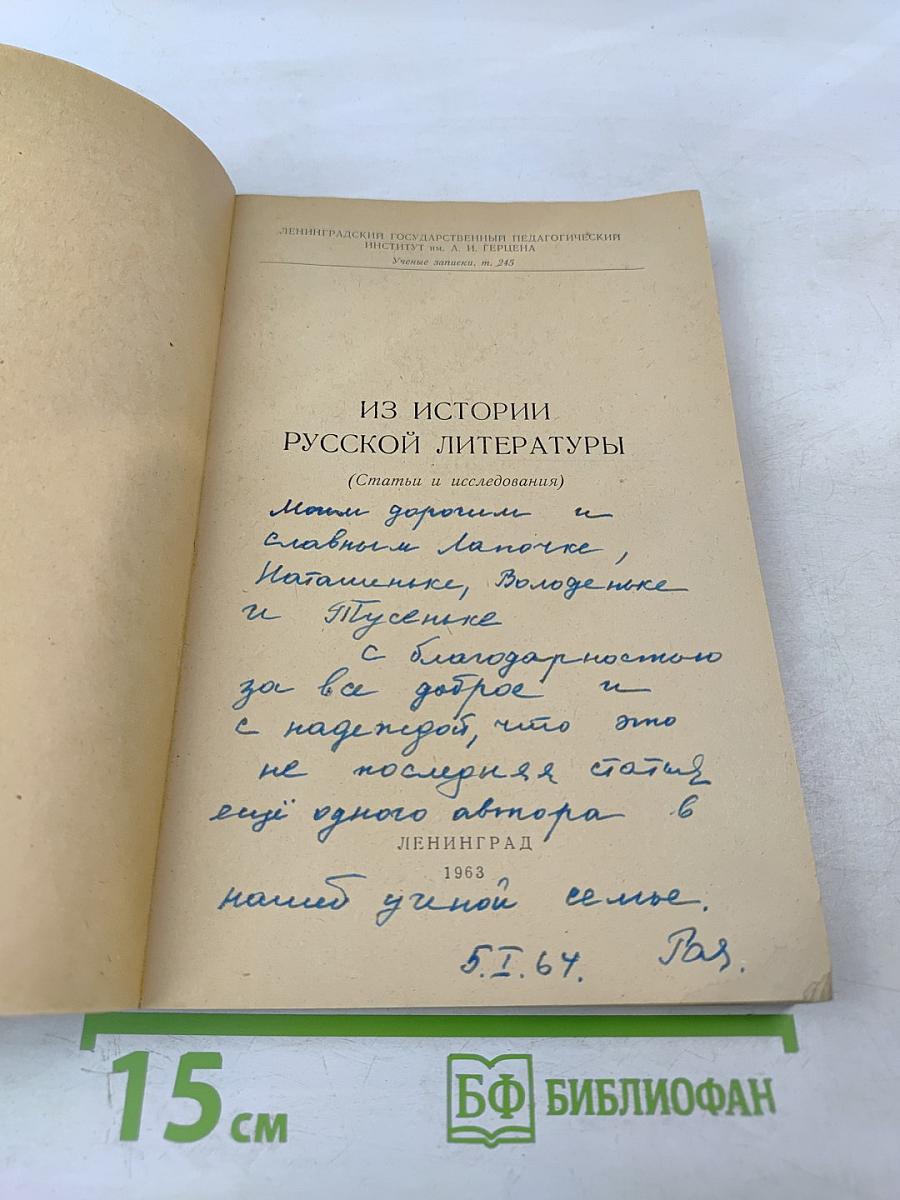 ЛЕНИНГРАДСКИЙ ГОСУДАРСТВЕННЫЙ ПЕДАГОГИЧЕСКИЙ
ИНСТИТУТ им. А. И. ГЕРЦЕНА
Ученые записки, т. 245
ИЗ ИСТОРИИ
РУССКОЙ ЛИТЕРАТУРЫ
(Статьи и исследования)
Моим дорогим и
славным Лапочке,
Наташеньке, Володеньке
и Тусеньке
с благодарностью
за все доброе и
с надеждой, что это
не последняя статья
ещё одного автора в
ЛЕНИНГРАД
1963
нашей ученой семье.
5.I.64. Рая.
15 см
БФ БИБЛИОФАН